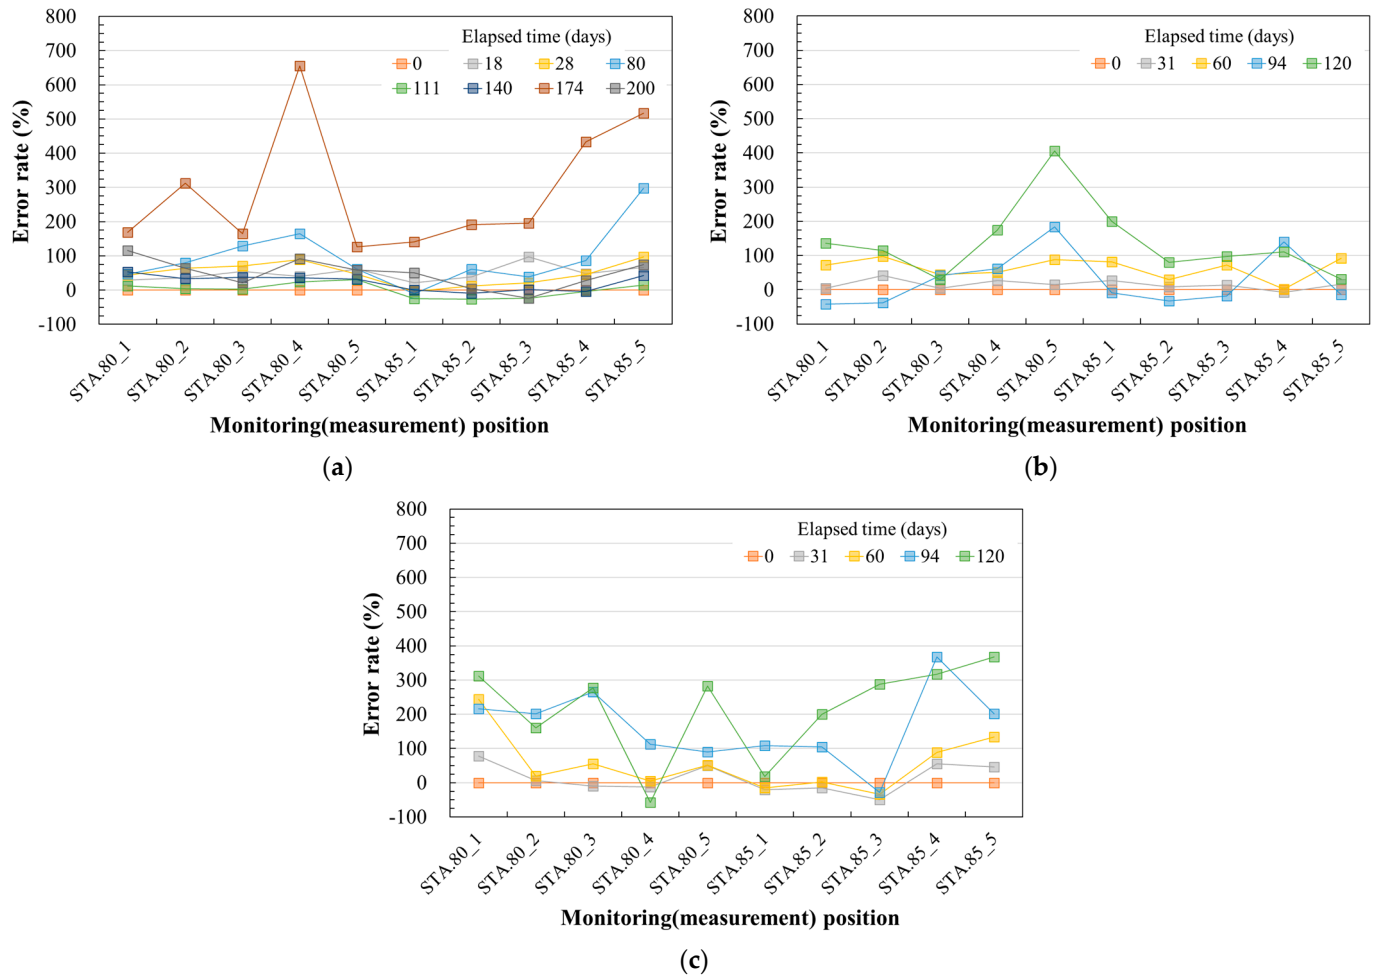 800
700
600
500
400
300
200
100
0
-100
Error rate (%)
Elapsed time (days)
0 18 28 80
111 140 174 200
STA.80_1 STA.80_2 STA.80_3 STA.80_4 STA.80_5 STA.85_1 STA.85_2 STA.85_3 STA.85_4 STA.85_5
Monitoring(measurement) position
(a)
800
700
600
500
400
300
200
100
0
-100
Error rate (%)
Elapsed time (days)
0 31 60 94 120
STA.80_1 STA.80_2 STA.80_3 STA.80_4 STA.80_5 STA.85_1 STA.85_2 STA.85_3 STA.85_4 STA.85_5
Monitoring(measurement) position
(b)
800
700
600
500
400
300
200
100
0
-100
Error rate (%)
Elapsed time (days)
0 31 60 94 120
STA.80_1 STA.80_2 STA.80_3 STA.80_4 STA.80_5 STA.85_1 STA.85_2 STA.85_3 STA.85_4 STA.85_5
Monitoring(measurement) position
(c)